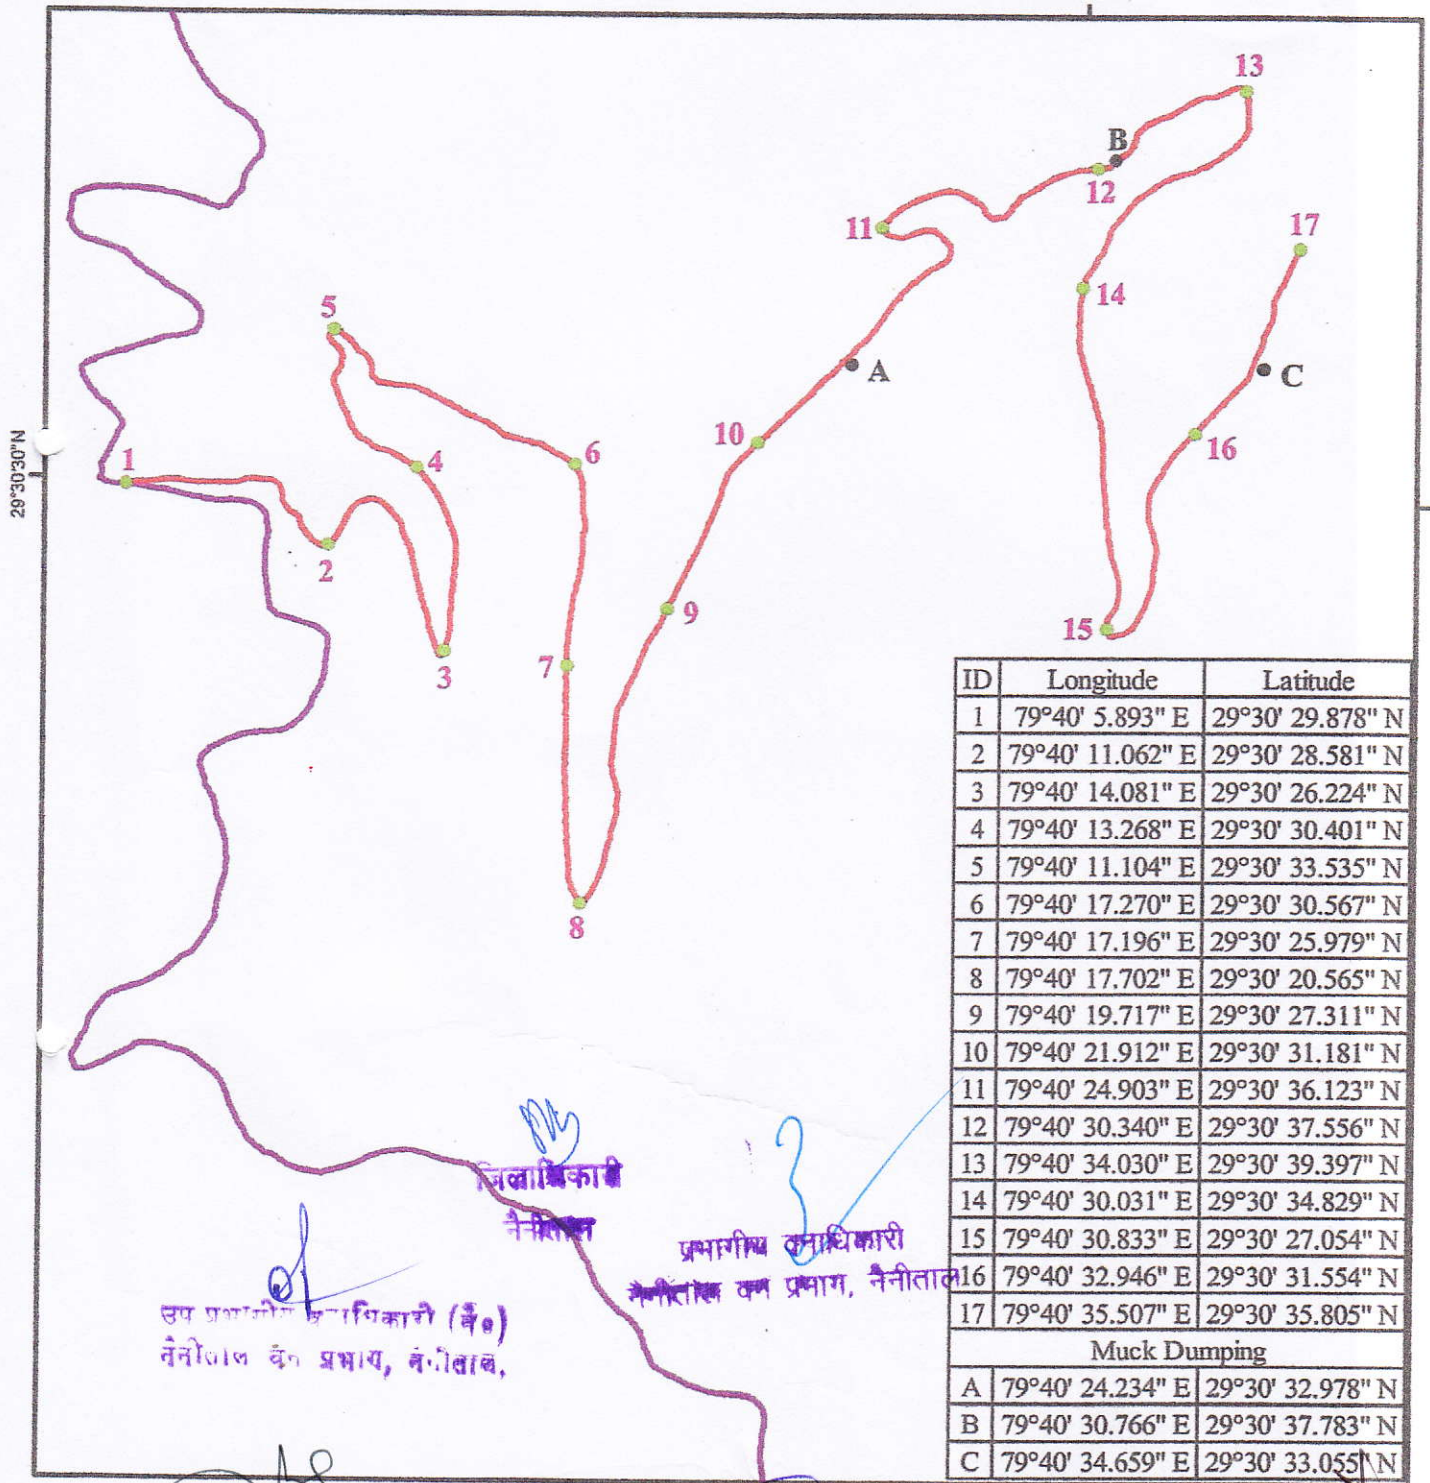 13
B
12
11
17
14
5
A
C
10
16
6
4
29°30'30"N
1
2
9
15
3
7
8
ID Longitude Latitude
1 79°40' 5.893" E 29°30' 29.878" N
2 79°40' 11.062" E 29°30' 28.581" N
3 79°40' 14.081" E 29°30' 26.224" N
4 79°40' 13.268" E 29°30' 30.401" N
5 79°40' 11.104" E 29°30' 33.535" N
6 79°40' 17.270" E 29°30' 30.567" N
7 79°40' 17.196" E 29°30' 25.979" N
8 79°40' 17.702" E 29°30' 20.565" N
9 79°40' 19.717" E 29°30' 27.311" N
10 79°40' 21.912" E 29°30' 31.181" N
11 79°40' 24.903" E 29°30' 36.123" N
12 79°40' 30.340" E 29°30' 37.556" N
13 79°40' 34.030" E 29°30' 39.397" N
14 79°40' 30.031" E 29°30' 34.829" N
15 79°40' 30.833" E 29°30' 27.054" N
16 79°40' 32.946" E 29°30' 31.554" N
17 79°40' 35.507" E 29°30' 35.805" N
Muck Dumping
A 79°40' 24.234" E 29°30' 32.978" N
B 79°40' 30.766" E 29°30' 37.783" N
C 79°40' 34.659" E 29°30' 33.055" N
जिलाधिकारी
नैनीताल
प्रभागीय वनाधिकारी
नैनीताल वन प्रभाग, नैनीताल
उप प्रभागीय वनाधिकारी
नैनीताल वन प्रभाग, नैनीताल,